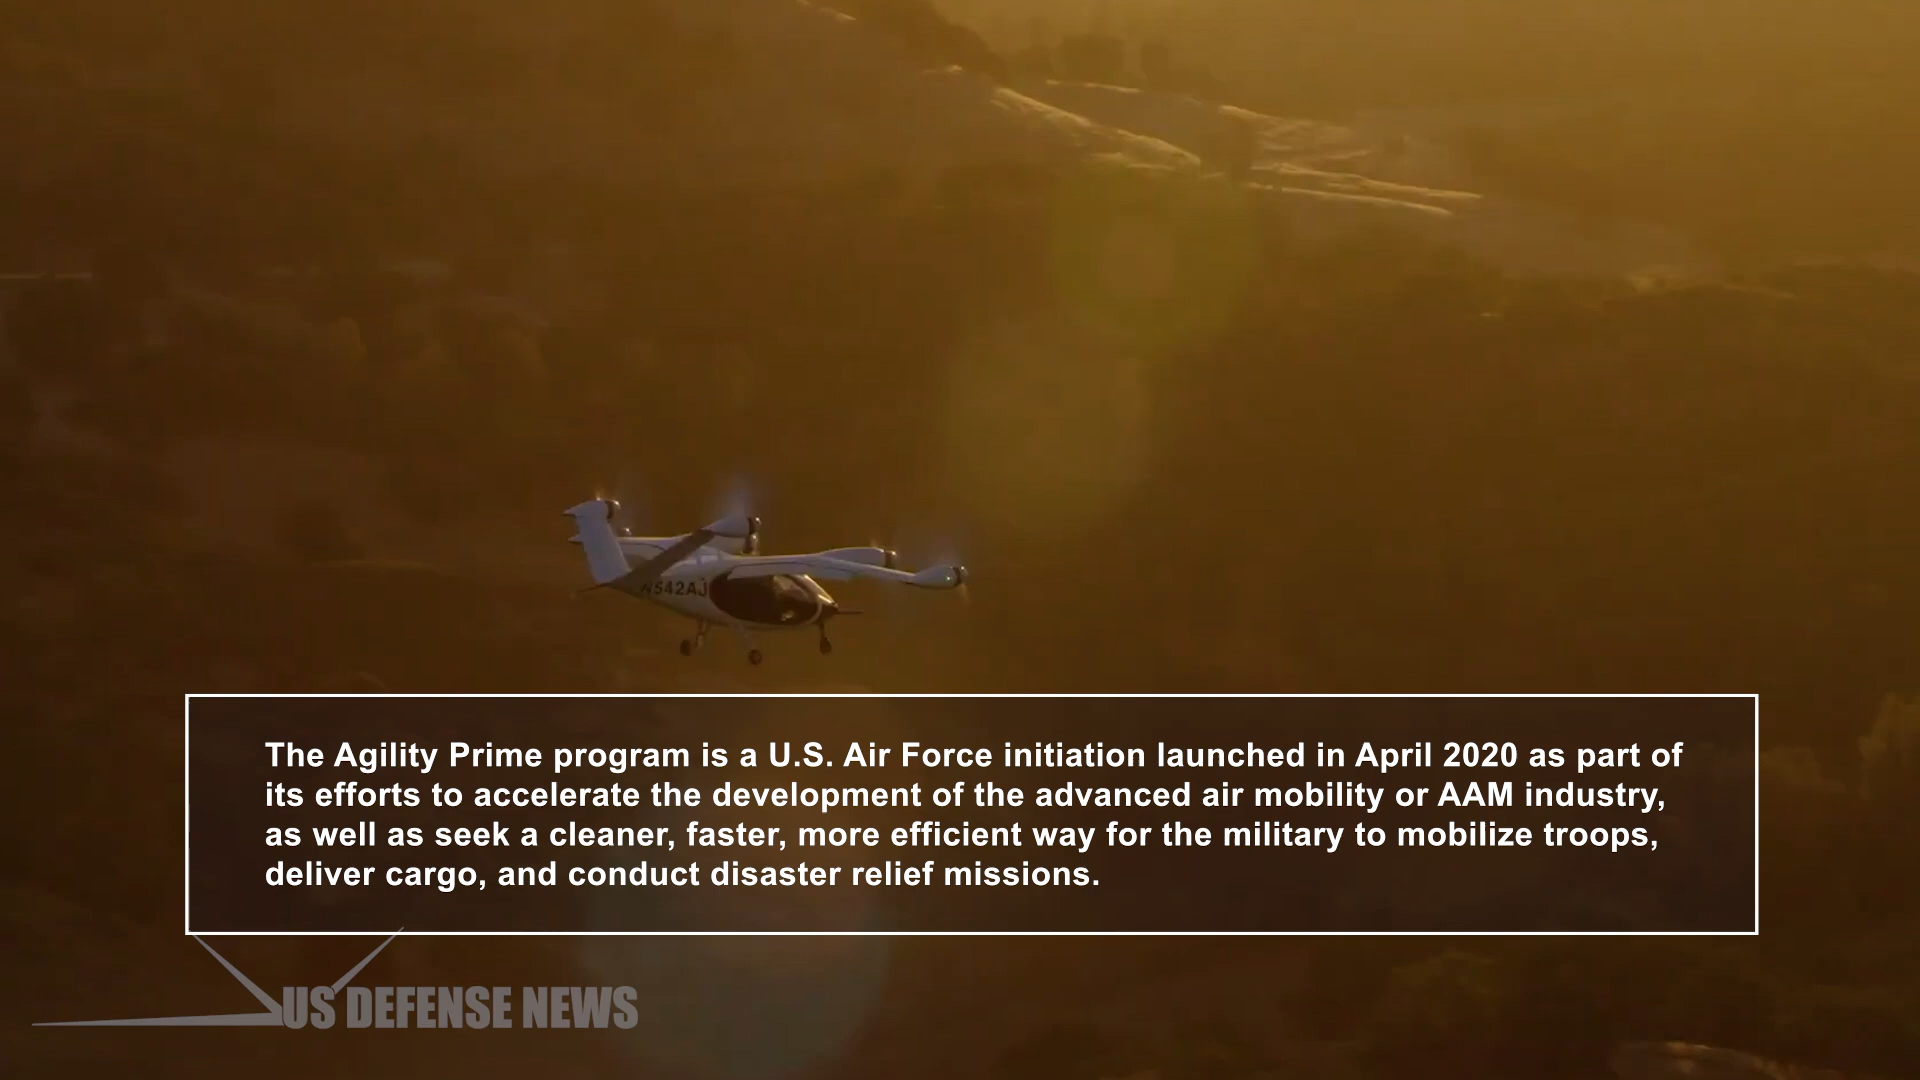 N542AJ
The Agility Prime program is a U.S. Air Force initiation launched in April 2020 as part of
its efforts to accelerate the development of the advanced air mobility or AAM industry,
as well as seek a cleaner, faster, more efficient way for the military to mobilize troops,
deliver cargo, and conduct disaster relief missions.
US DEFENSE NEWS